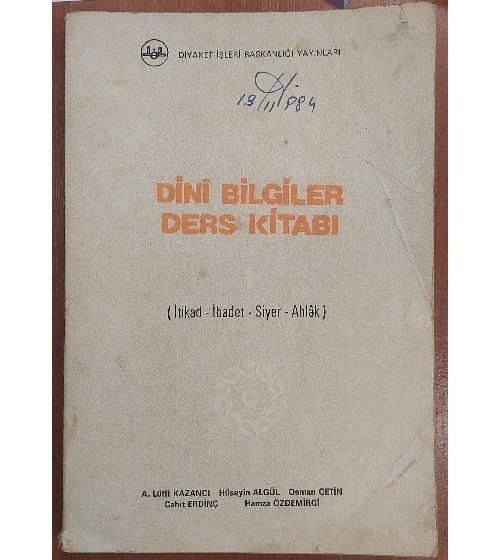 DİYANET İŞLERİ BAŞKANLIĞI YAYINLARI
19/11/984
DİNÎ BİLGİLER
DERS KİTABI
( İtikad - İbadet - Siyer - Ahlâk )
A. Lütfi KAZANCI Hüseyin ALGÜL Osman ÇETİN
Cahit ERDİNÇ Hamza ÖZDEMİRCİ